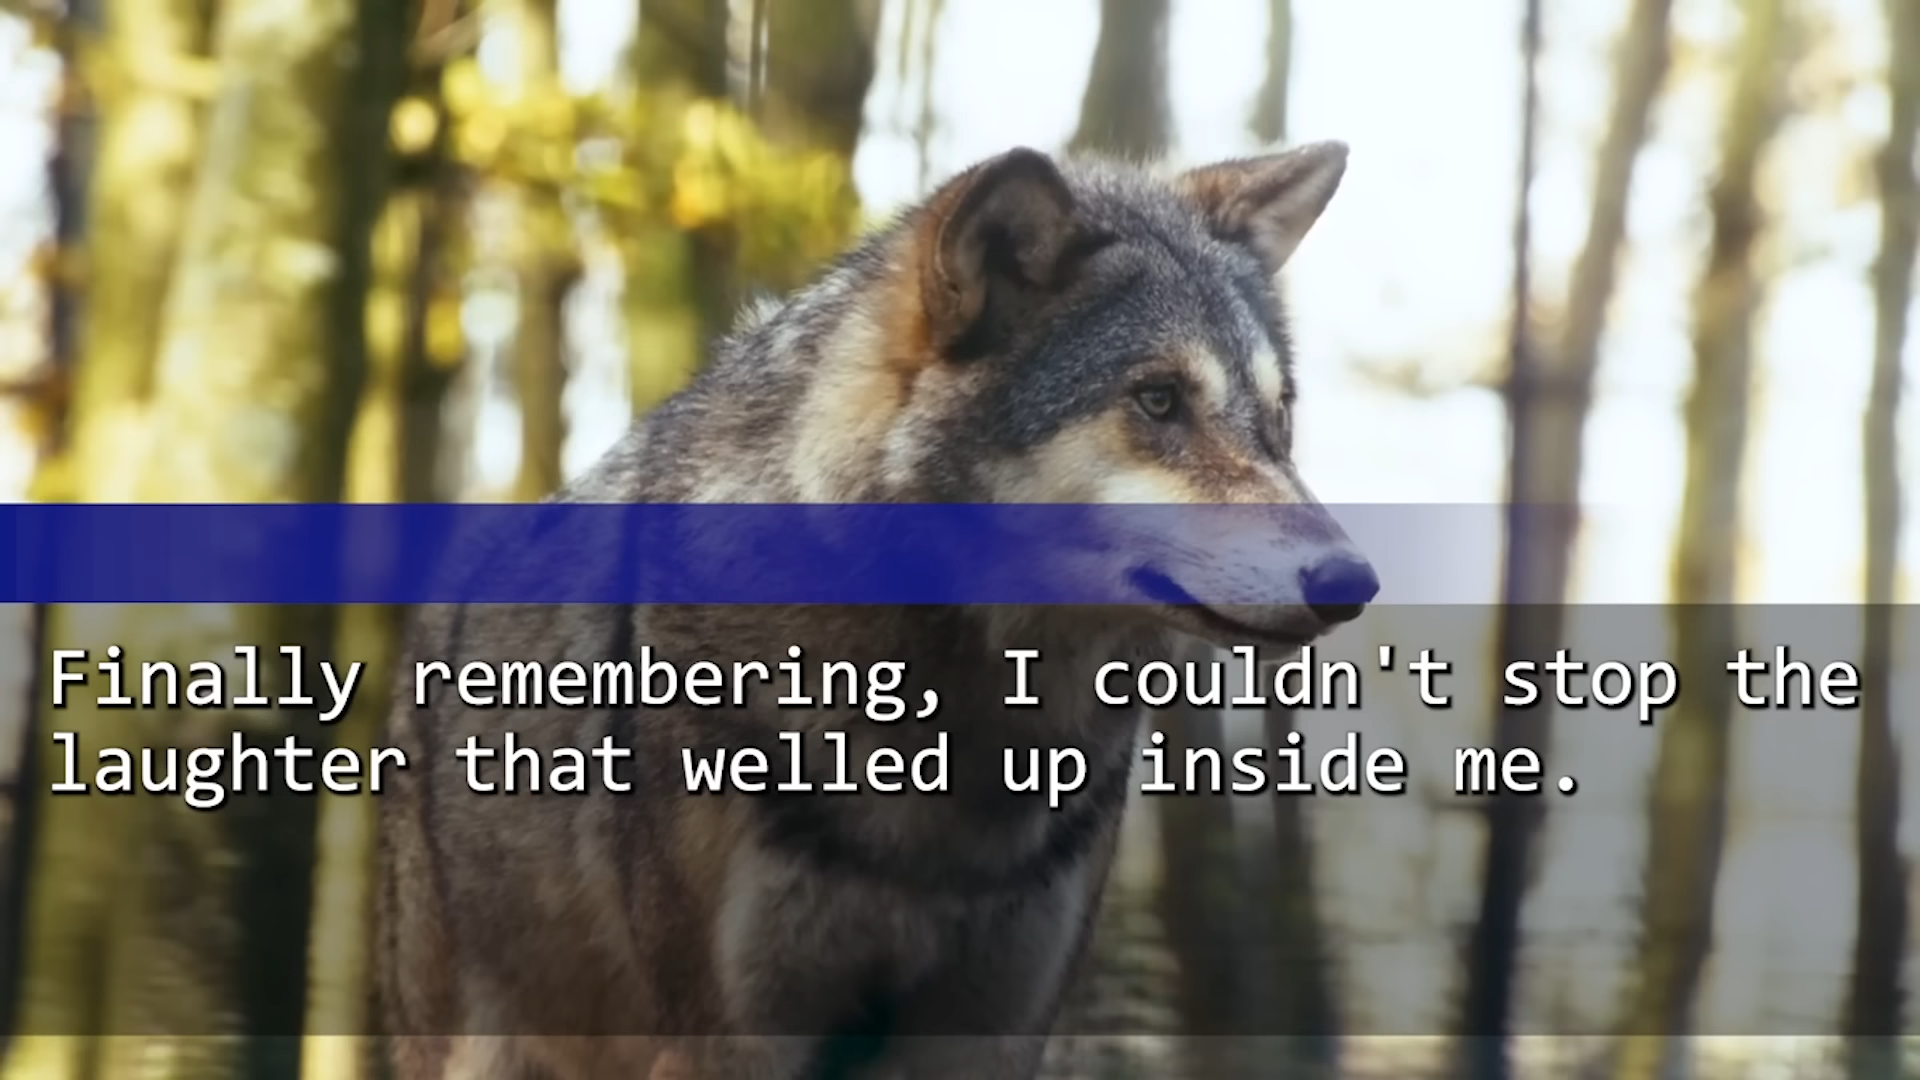 Finally remembering, I couldn't stop the
laughter that welled up inside me.